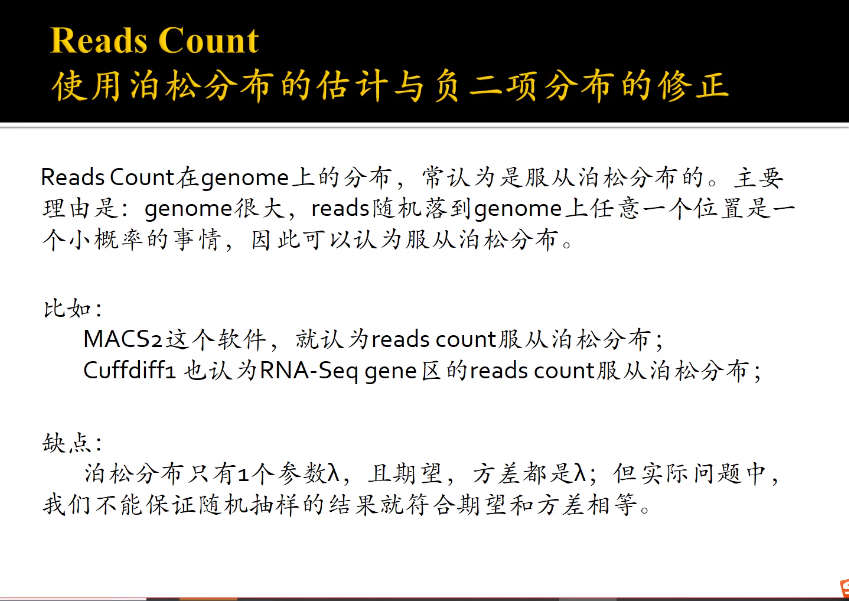 Reads Count
使用泊松分布的估计与负二项分布的修正
Reads Count在genome上的分布，常认为是服从泊松分布的。主要
理由是：genome很大，reads随机落到genome上任意一个位置是一
个小概率的事情，因此可以认为服从泊松分布。
比如：
MACS2这个软件，就认为reads count服从泊松分布；
Cuffdiff1 也认为RNA-Seq gene区的reads count服从泊松分布；
缺点：
泊松分布只有1个参数λ，且期望，方差都是λ；但实际问题中，
我们不能保证随机抽样的结果就符合期望和方差相等。